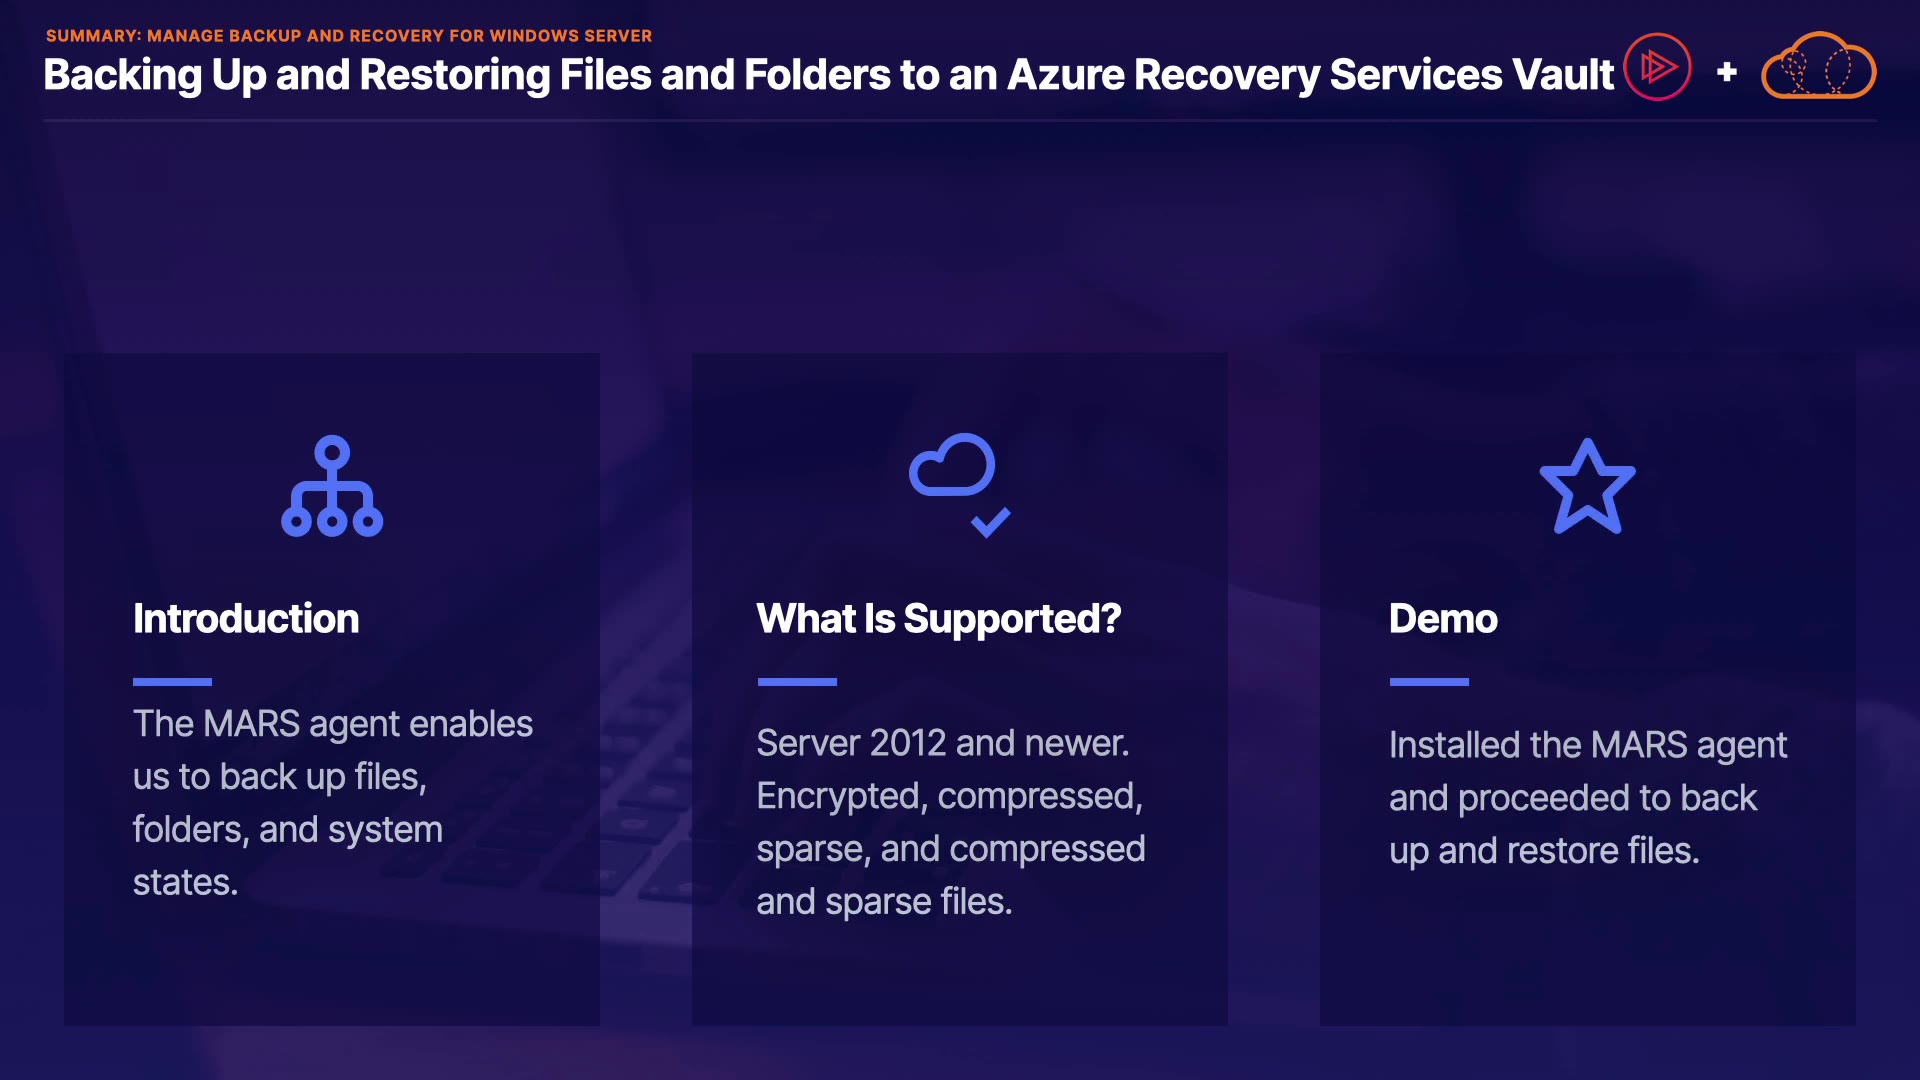 SUMMARY: MANAGE BACKUP AND RECOVERY FOR WINDOWS SERVER
Backing Up and Restoring Files and Folders to an Azure Recovery Services Vault
+
Introduction
The MARS agent enables
us to back up files,
folders, and system
states.
What Is Supported?
Server 2012 and newer.
Encrypted, compressed,
sparse, and compressed
and sparse files.
Demo
Installed the MARS agent
and proceeded to back
up and restore files.